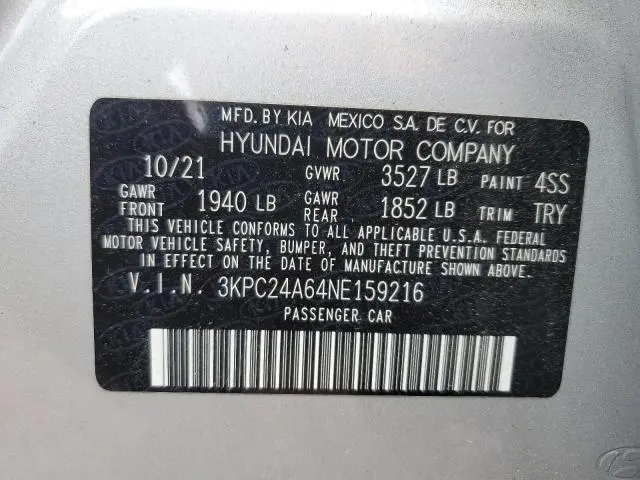 MFD. BY KIA MEXICO S.A. DE C.V. FOR
HYUNDAI MOTOR COMPANY
10/21 GVWR 3527 LB PAINT 4SS
GAWR FRONT 1940 LB GAWR REAR 1852 LB TRIM TRY
THIS VEHICLE CONFORMS TO ALL APPLICABLE U.S.A. FEDERAL
MOTOR VEHICLE SAFETY, BUMPER, AND THEFT PREVENTION STANDARDS
IN EFFECT ON THE DATE OF MANUFACTURE SHOWN ABOVE.
V.I.N. 3KPC24A64NE159216
PASSENGER CAR